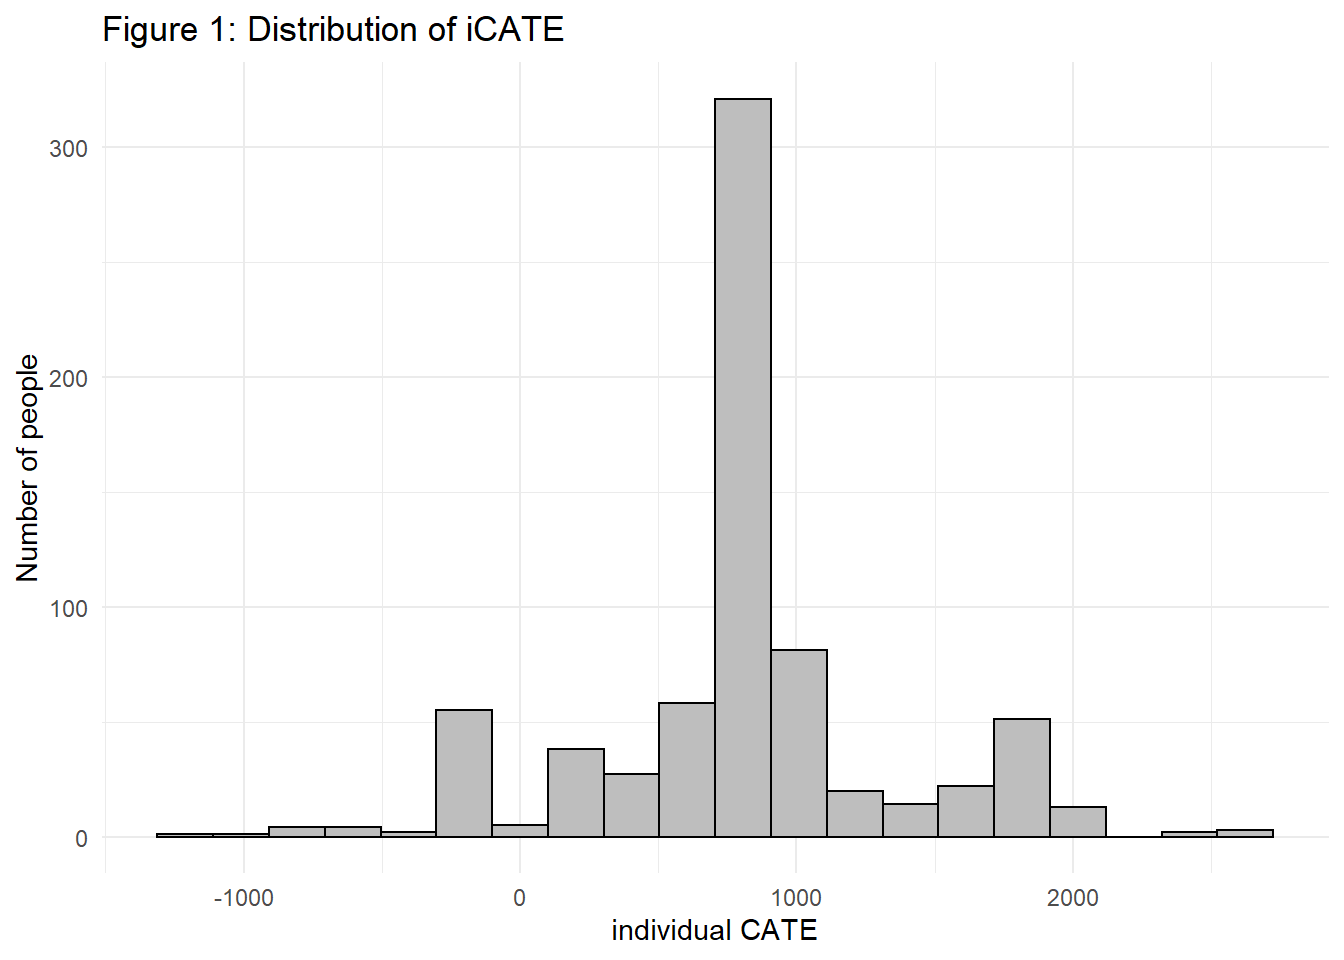 Figure 1: Distribution of iCATE
300
200
100
0
Number of people
-1000 0 1000 2000
individual CATE